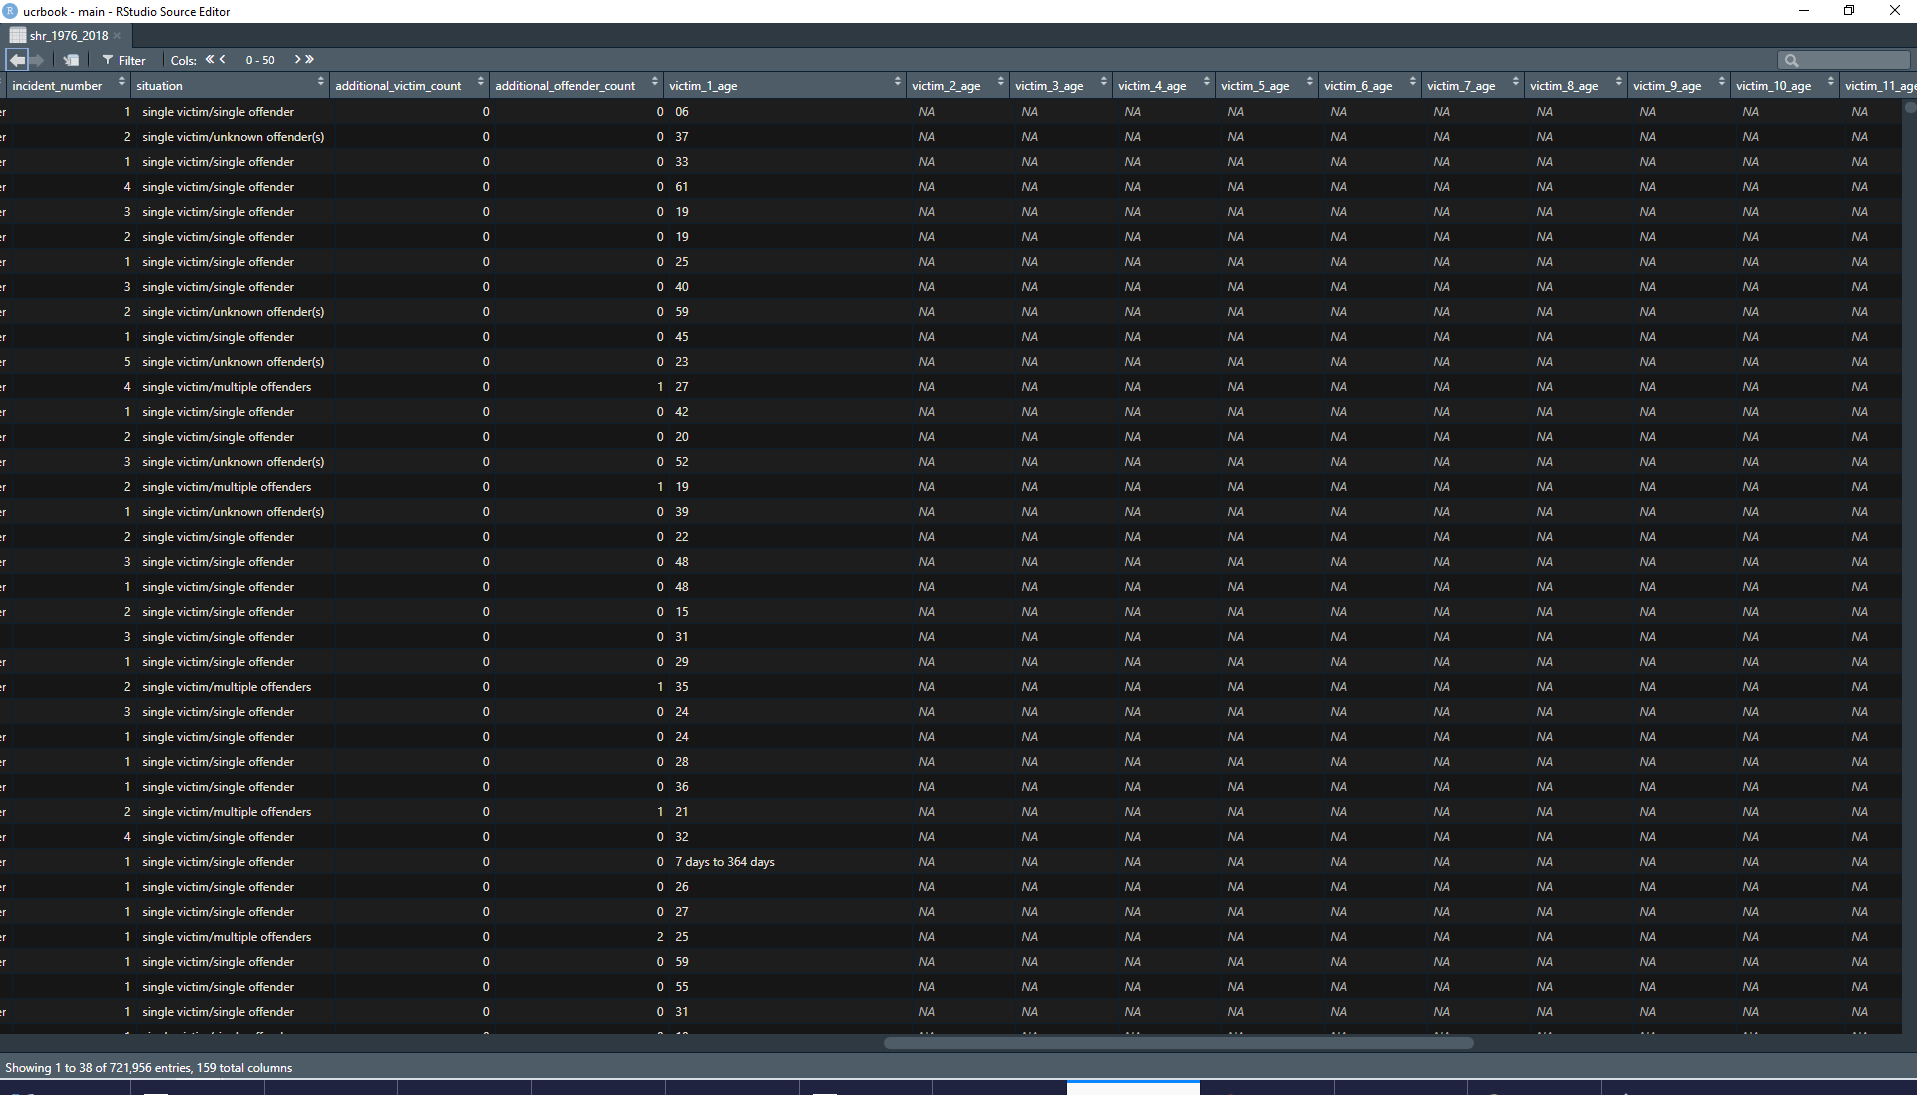 R ucrbook - main - RStudio Source Editor
shr_1976_2018
Filter Cols: 0 - 50
incident_number situation additional_victim_count additional_offender_count victim_1_age victim_2_age victim_3_age victim_4_age victim_5_age victim_6_age victim_7_age victim_8_age victim_9_age victim_10_age victim_11_age
er 1 single victim/single offender 0 0 06 NA NA NA NA NA NA NA NA NA NA
er 2 single victim/unknown offender(s) 0 0 37 NA NA NA NA NA NA NA NA NA NA
er 1 single victim/single offender 0 0 33 NA NA NA NA NA NA NA NA NA NA
er 4 single victim/single offender 0 0 61 NA NA NA NA NA NA NA NA NA NA
er 3 single victim/single offender 0 0 19 NA NA NA NA NA NA NA NA NA NA
er 2 single victim/single offender 0 0 19 NA NA NA NA NA NA NA NA NA NA
er 1 single victim/single offender 0 0 25 NA NA NA NA NA NA NA NA NA NA
er 3 single victim/single offender 0 0 40 NA NA NA NA NA NA NA NA NA NA
er 2 single victim/unknown offender(s) 0 0 59 NA NA NA NA NA NA NA NA NA NA
er 1 single victim/single offender 0 0 45 NA NA NA NA NA NA NA NA NA NA
er 5 single victim/unknown offender(s) 0 0 23 NA NA NA NA NA NA NA NA NA NA
er 4 single victim/multiple offenders 0 1 27 NA NA NA NA NA NA NA NA NA NA
er 1 single victim/single offender 0 0 42 NA NA NA NA NA NA NA NA NA NA
er 2 single victim/single offender 0 0 20 NA NA NA NA NA NA NA NA NA NA
er 3 single victim/unknown offender(s) 0 0 52 NA NA NA NA NA NA NA NA NA NA
er 2 single victim/multiple offenders 0 1 19 NA NA NA NA NA NA NA NA NA NA
er 1 single victim/unknown offender(s) 0 0 39 NA NA NA NA NA NA NA NA NA NA
er 2 single victim/single offender 0 0 22 NA NA NA NA NA NA NA NA NA NA
er 3 single victim/single offender 0 0 48 NA NA NA NA NA NA NA NA NA NA
er 1 single victim/single offender 0 0 48 NA NA NA NA NA NA NA NA NA NA
er 2 single victim/single offender 0 0 15 NA NA NA NA NA NA NA NA NA NA
3 single victim/single offender 0 0 31 NA NA NA NA NA NA NA NA NA NA
er 1 single victim/single offender 0 0 29 NA NA NA NA NA NA NA NA NA NA
er 2 single victim/multiple offenders 0 1 35 NA NA NA NA NA NA NA NA NA NA
3 single victim/single offender 0 0 24 NA NA NA NA NA NA NA NA NA NA
er 1 single victim/single offender 0 0 24 NA NA NA NA NA NA NA NA NA NA
er 1 single victim/single offender 0 0 28 NA NA NA NA NA NA NA NA NA NA
er 1 single victim/single offender 0 0 36 NA NA NA NA NA NA NA NA NA NA
er 2 single victim/multiple offenders 0 1 21 NA NA NA NA NA NA NA NA NA NA
er 4 single victim/single offender 0 0 32 NA NA NA NA NA NA NA NA NA NA
er 1 single victim/single offender 0 0 7 days to 364 days NA NA NA NA NA NA NA NA NA NA
er 1 single victim/single offender 0 0 26 NA NA NA NA NA NA NA NA NA NA
er 1 single victim/single offender 0 0 27 NA NA NA NA NA NA NA NA NA NA
er 1 single victim/multiple offenders 0 2 25 NA NA NA NA NA NA NA NA NA NA
er 1 single victim/single offender 0 0 59 NA NA NA NA NA NA NA NA NA NA
1 single victim/single offender 0 0 55 NA NA NA NA NA NA NA NA NA NA
er 1 single victim/single offender 0 0 31 NA NA NA NA NA NA NA NA NA NA
Showing 1 to 38 of 721,956 entries, 159 total columns